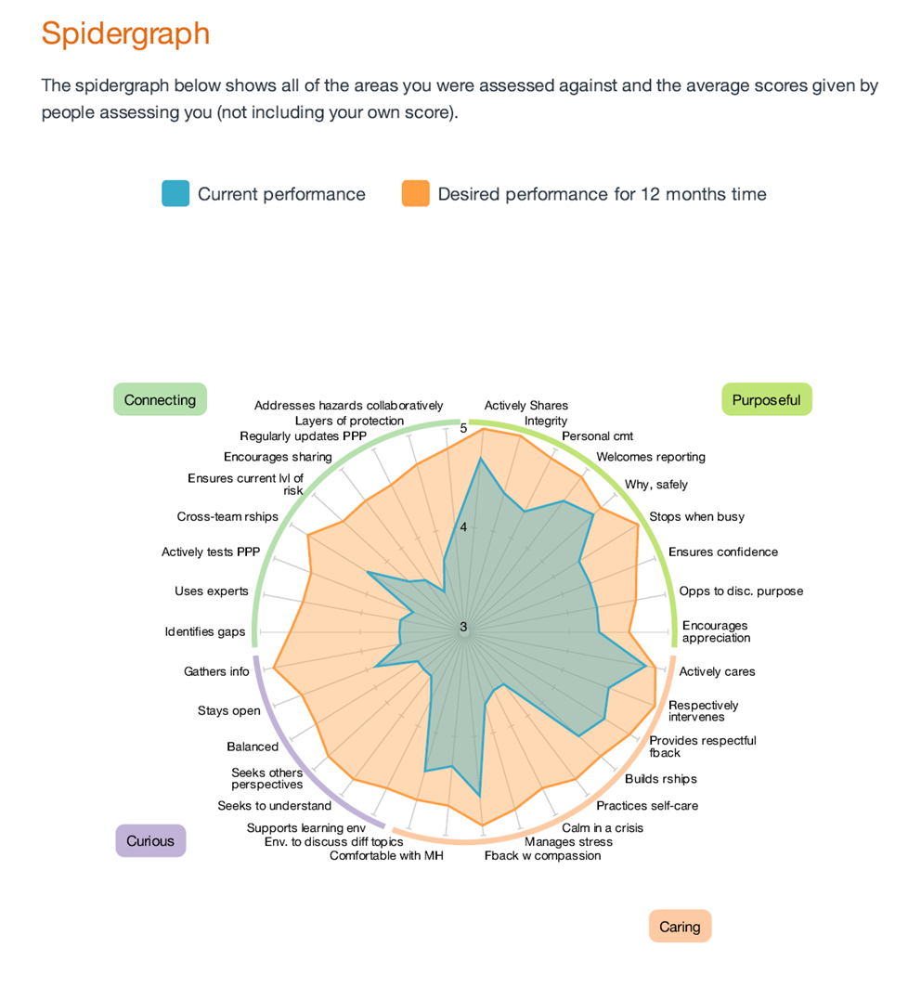 Spidergraph
The spidergraph below shows all of the areas you were assessed against and the average scores given by
people assessing you (not including your own score).
Current performance
Desired performance for 12 months time
Connecting
Purposeful
Addresses hazards collaboratively
Layers of protection
Regularly updates PPP
Encourages sharing
Ensures current lvl of
risk
Cross-team rships
Actively tests PPP
Uses experts
Identifies gaps
Gathers info
Stays open
Balanced
Seeks others
perspectives
Seeks to understand
Supports learning env
Env. to discuss diff topics
Comfortable with MH
5
4
3
Actively Shares
Integrity
Personal cmt
Welcomes reporting
Why, safely
Stops when busy
Ensures confidence
Opps to disc. purpose
Encourages
appreciation
Actively cares
Respectively
intervenes
Provides respectful
fback
Builds rships
Practices self-care
Calm in a crisis
Manages stress
Fback w compassion
Curious
Caring